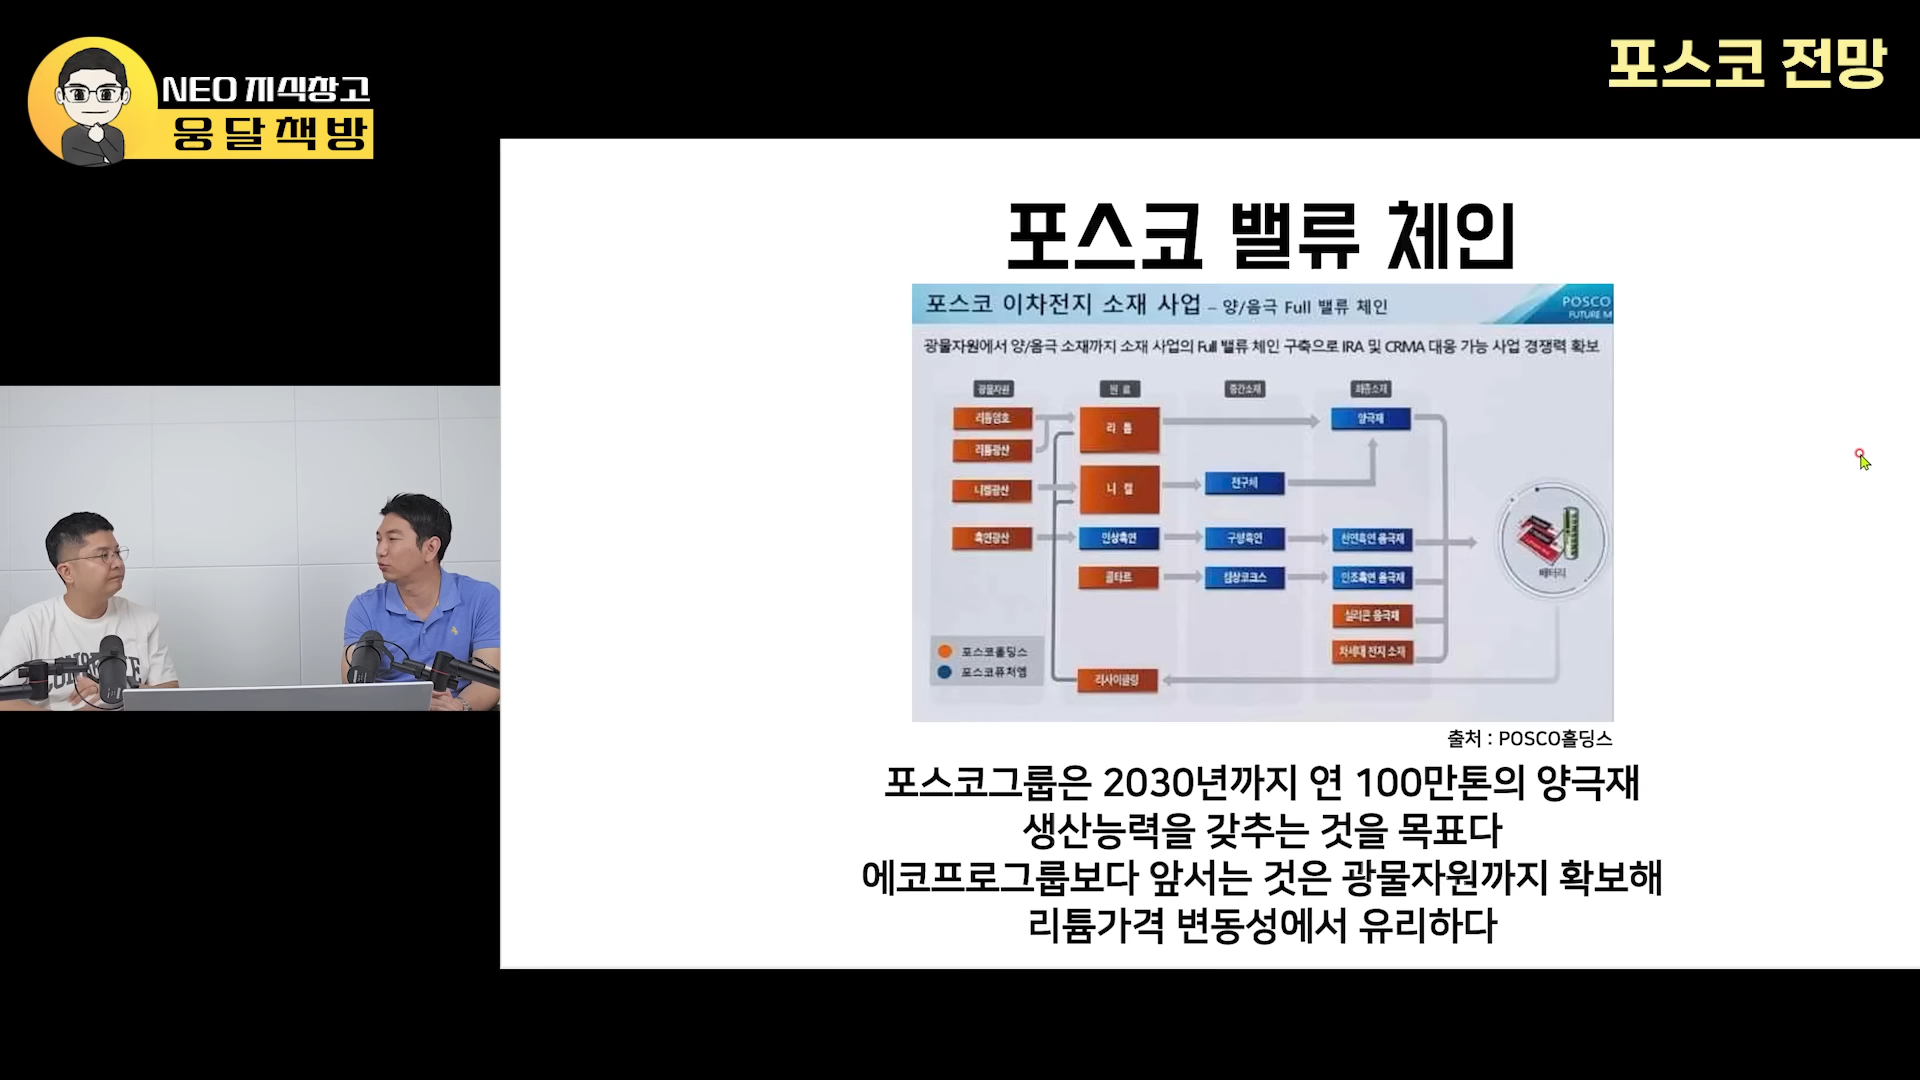 NEO 지식창고
웅달책방
포스코 전망
포스코 밸류 체인
포스코 이차전지 소재 사업 – 양/음극 Full 밸류 체인
POSCO
FUTURE M
광물자원에서 양/음극 소재까지 소재 사업의 Full 밸류 체인 구축으로 IRA 및 CRMA 대응 가능 사업 경쟁력 확보
광물자원
원 료
중간소재
최종소재
리튬염호
리튬광산
니켈광산
흑연광산
리 튬
니 켈
인상흑연
콜타르
전구체
구형흑연
침상코크스
양극재
천연흑연 음극재
인조흑연 음극재
실리콘 음극재
차세대 전지 소재
배터리
리사이클링
포스코홀딩스
포스코퓨처엠
출처 : POSCO홀딩스
포스코그룹은 2030년까지 연 100만톤의 양극재
생산능력을 갖추는 것을 목표다
에코프로그룹보다 앞서는 것은 광물자원까지 확보해
리튬가격 변동성에서 유리하다